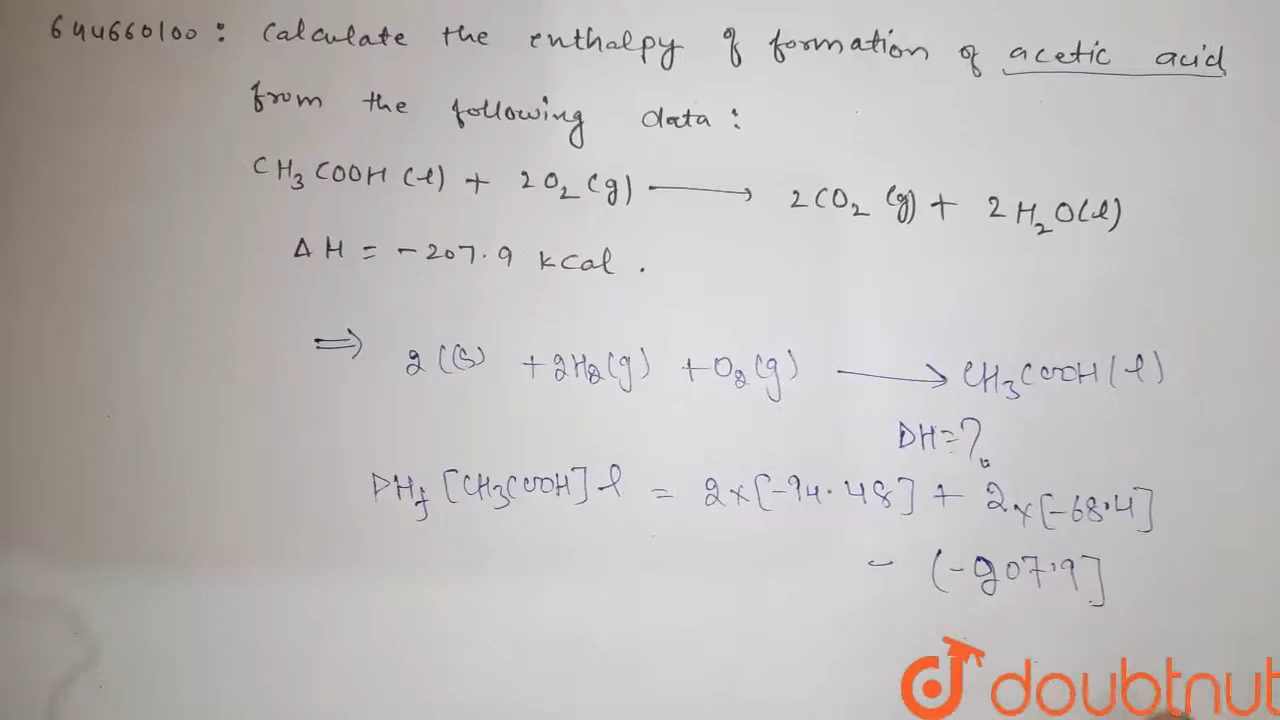 644660100: Calculate the enthalpy of formation of acetic acid
from the following data:
CH3COOH(l) + 2O2(g) ⟶ 2CO2(g) + 2H2O(l)
ΔH = -207.9 kcal.
⇒ 2C(s) + 2H2(g) + O2(g) ⟶ CH3COOH(l)
ΔH = ?
ΔHf [CH3COOH]l = 2×[-94.48] + 2×[-68.4]
- (-207.9]
doubtnut